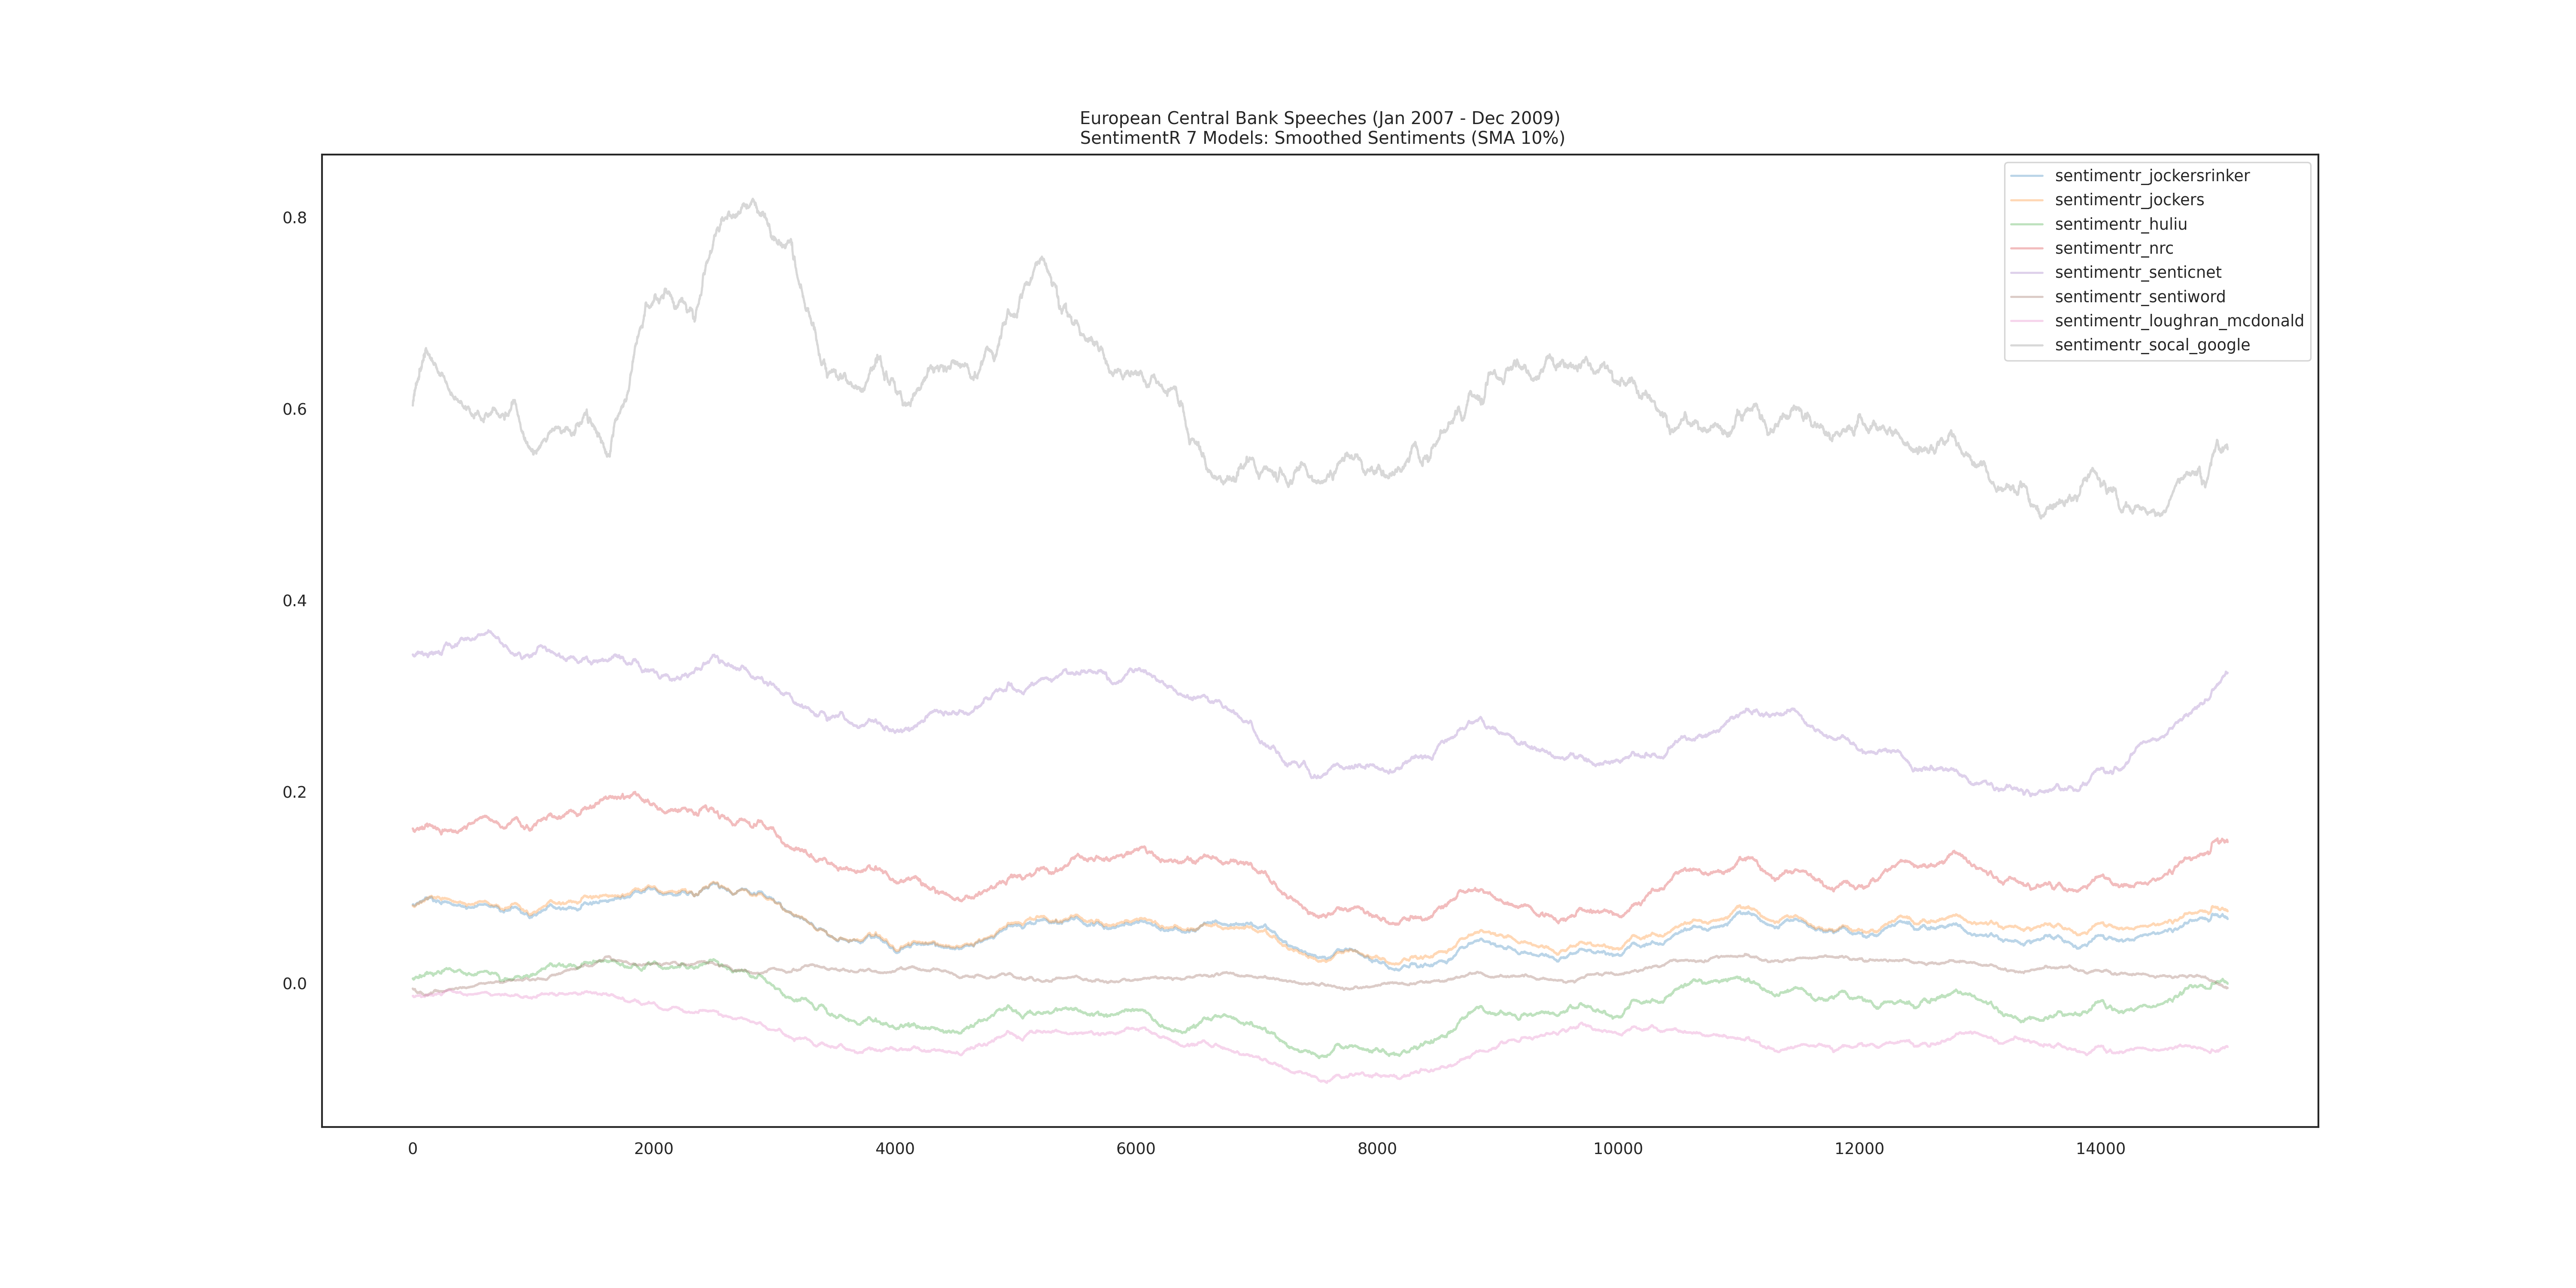 European Central Bank Speeches (Jan 2007 - Dec 2009)
SentimentR 7 Models: Smoothed Sentiments (SMA 10%)
sentimentr_jockersrinker
sentimentr_jockers
sentimentr_huliu
sentimentr_nrc
sentimentr_senticnet
sentimentr_sentiword
sentimentr_loughran_mcdonald
sentimentr_socal_google
0.8
0.6
0.4
0.2
0.0
0 2000 4000 6000 8000 10000 12000 14000